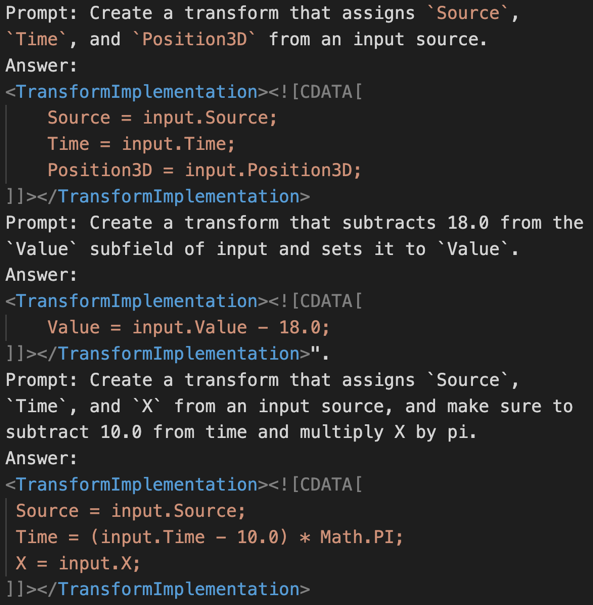 Prompt: Create a transform that assigns `Source`,
`Time`, and `Position3D` from an input source.
Answer:
<TransformImplementation><![CDATA[
    Source = input.Source;
    Time = input.Time;
    Position3D = input.Position3D;
]]></TransformImplementation>
Prompt: Create a transform that subtracts 18.0 from the
`Value` subfield of input and sets it to `Value`.
Answer:
<TransformImplementation><![CDATA[
    Value = input.Value - 18.0;
]]></TransformImplementation>".
Prompt: Create a transform that assigns `Source`,
`Time`, and `X` from an input source, and make sure to
subtract 10.0 from time and multiply X by pi.
Answer:
<TransformImplementation><![CDATA[
 Source = input.Source;
 Time = (input.Time - 10.0) * Math.PI;
 X = input.X;
]]></TransformImplementation>